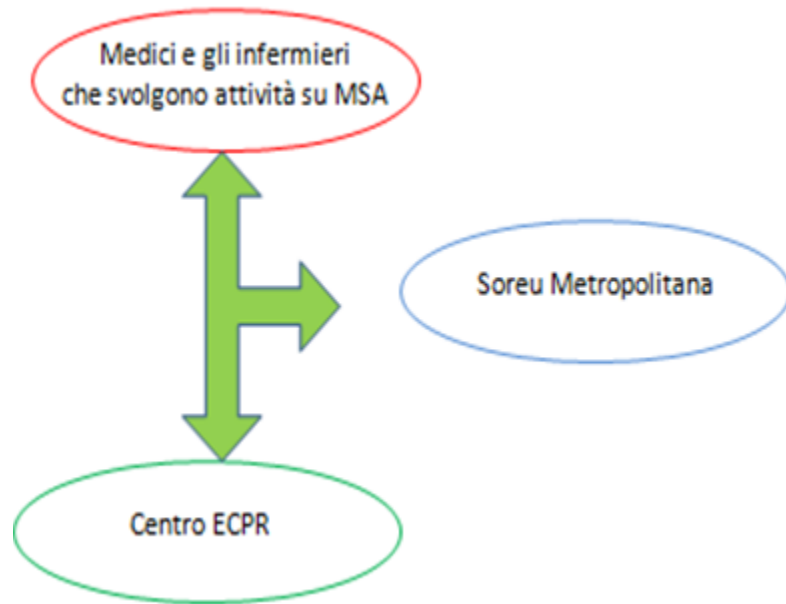 Medici e gli infermieri
che svolgono attività su MSA
Soreu Metropolitana
Centro ECPR